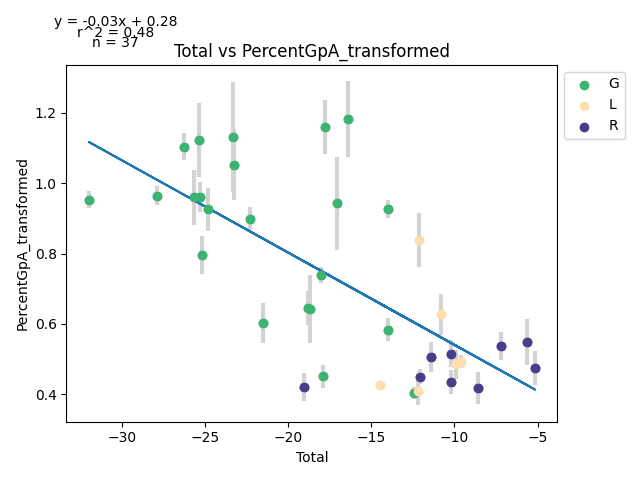 y = -0.03x + 0.28
r^2 = 0.48
n = 37
Total vs PercentGpA_transformed
G
L
R
PercentGpA_transformed
1.2
1.0
0.8
0.6
0.4
−30
−25
−20
−15
−10
−5
Total